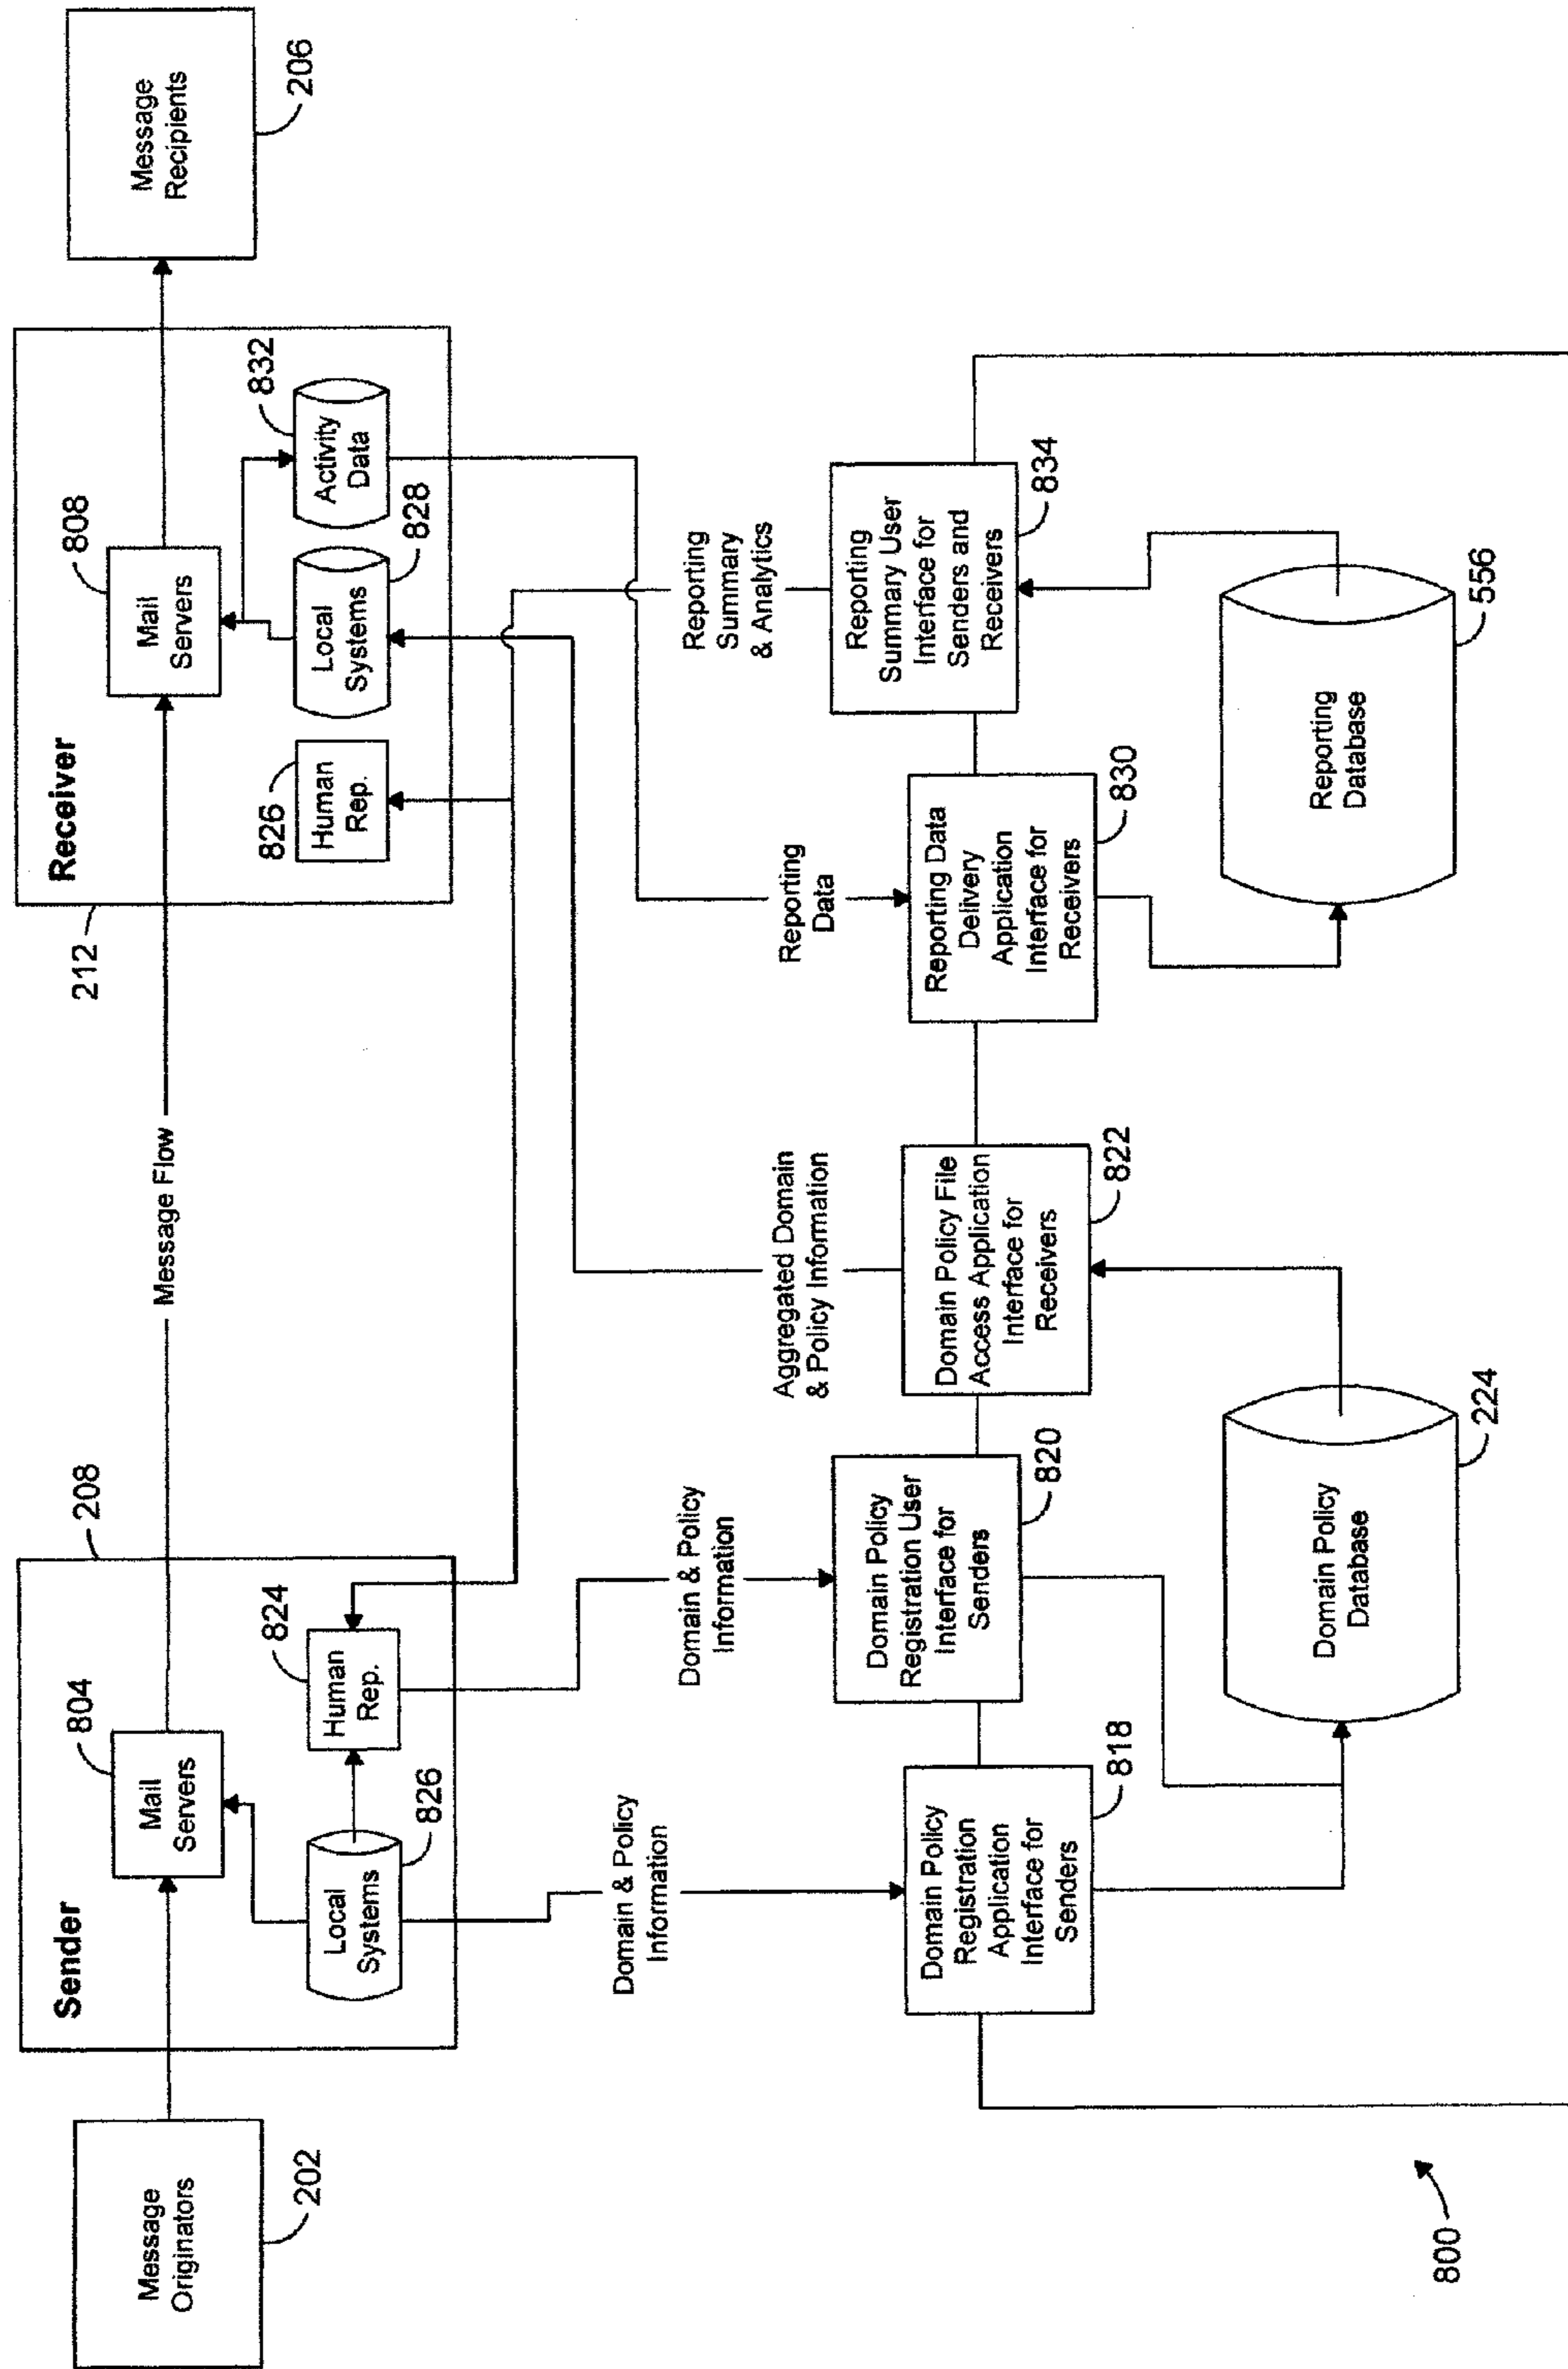 Message
Originators
202
Sender
208
Mail
Servers
804
Local
Systems
826
Human
Rep.
824
Message Flow
Receiver
212
Mail
Servers
808
Human
Rep.
826
Local
Systems
828
Activity
Data
832
Message
Recipients
206
Domain & Policy
Information
Domain & Policy
Information
Aggregated Domain
& Policy Information
Reporting
Data
Reporting
Summary
& Analytics
Domain Policy
Registration
Application
Interface for
Senders
818
Domain Policy
Registration User
Interface for
Senders
820
Domain Policy File
Access Application
Interface for
Receivers
822
Reporting Data
Delivery
Application
Interface for
Receivers
830
Reporting
Summary User
Interface for
Senders and
Receivers
834
Domain Policy
Database
224
Reporting
Database
556
800